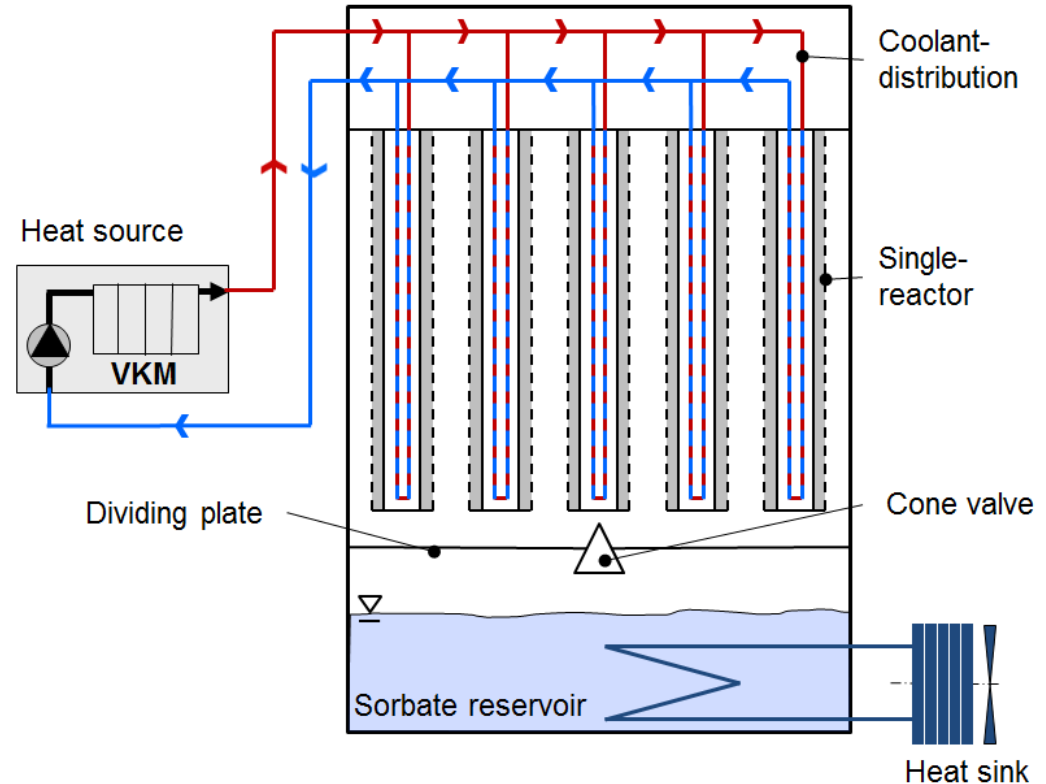 Coolant-
distribution
Heat source
VKM
Single-
reactor
Dividing plate
Cone valve
Sorbate reservoir
Heat sink